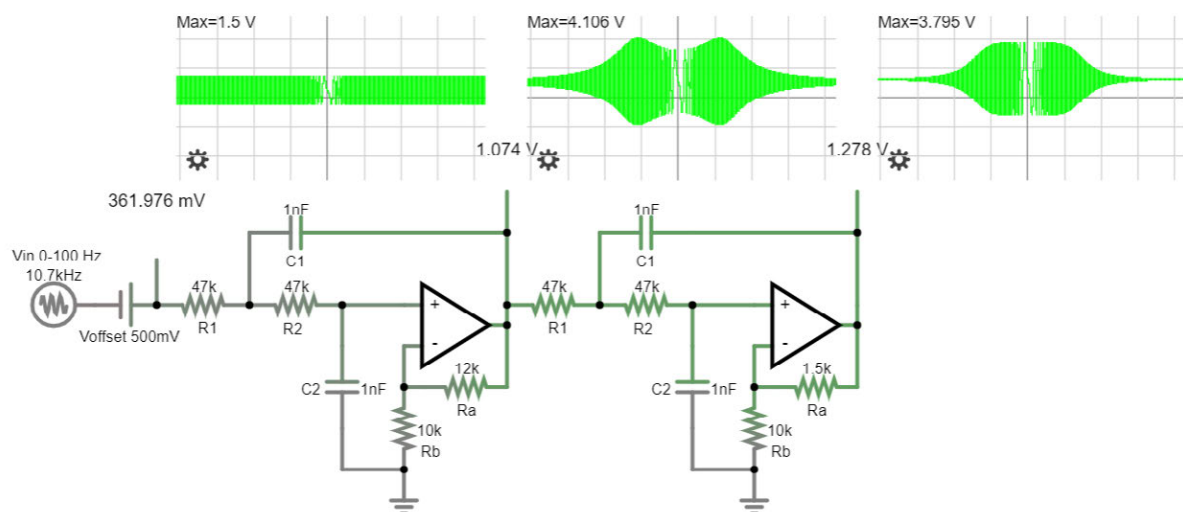 Max=1.5 V
Max=4.106 V
Max=3.795 V
1.074 V
1.278 V
361.976 mV
1nF
C1
1nF
C1
Vin 0-100 Hz
10.7kHz
Voffset 500mV
47k
R1
47k
R2
47k
R1
47k
R2
+
-
+
-
C2
1nF
12k
Ra
C2
1nF
1.5k
Ra
10k
Rb
10k
Rb